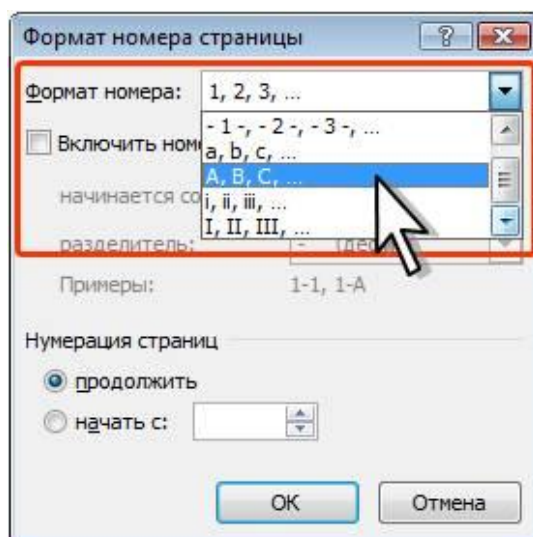 Формат номера страницы
Формат номера: 1, 2, 3, ...
- 1 -, - 2 -, - 3 -, ...
Включить ном
a, b, c, ...
A, B, C, ...
начинается со
i, ii, iii, ...
I, II, III, ...
разделитель: -
Примеры: 1-1, 1-A
Нумерация страниц
продолжить
начать с:
ОК Отмена